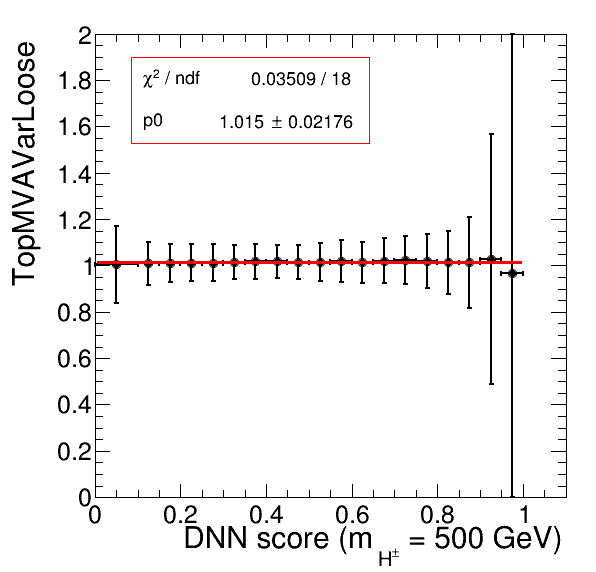 TopMVAVarLoose
2
1.8
1.6
1.4
1.2
1
0.8
0.6
0.4
0.2
0
χ² / ndf 0.03509 / 18
p0 1.015 ± 0.02176
0 0.2 0.4 0.6 0.8 1
DNN score (m_H± = 500 GeV)